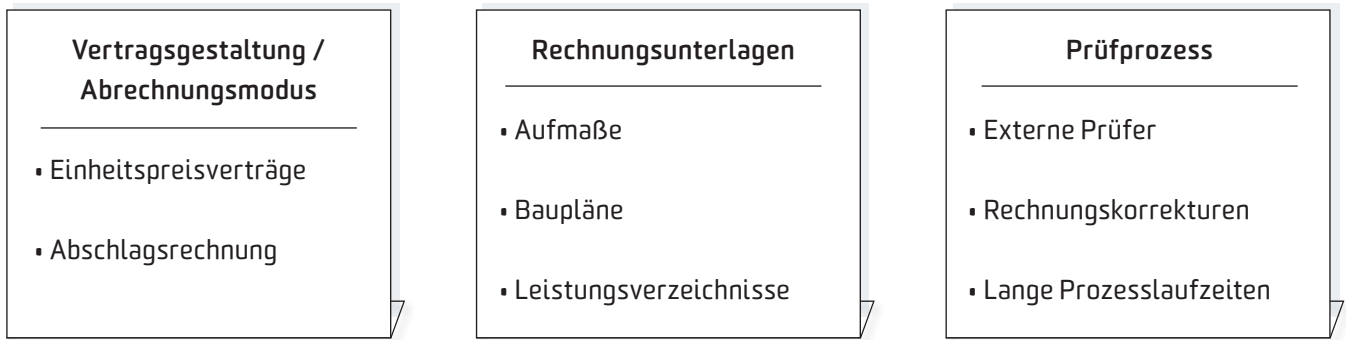 Vertragsgestaltung /
Abrechnungsmodus
▪ Einheitspreisverträge
▪ Abschlagsrechnung
Rechnungsunterlagen
▪ Aufmaße
▪ Baupläne
▪ Leistungsverzeichnisse
Prüfprozess
▪ Externe Prüfer
▪ Rechnungskorrekturen
▪ Lange Prozesslaufzeiten